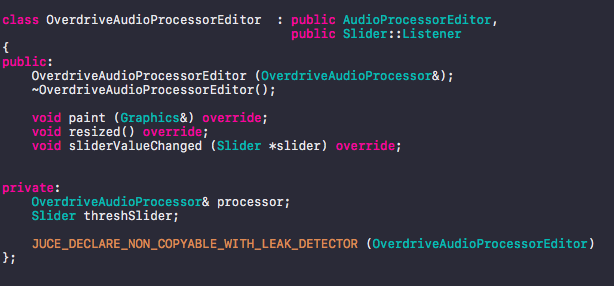 class OverdriveAudioProcessorEditor  : public AudioProcessorEditor,
                                       public Slider::Listener
{
public:
    OverdriveAudioProcessorEditor (OverdriveAudioProcessor&);
    ~OverdriveAudioProcessorEditor();

    void paint (Graphics&) override;
    void resized() override;
    void sliderValueChanged (Slider *slider) override;


private:
    OverdriveAudioProcessor& processor;
    Slider threshSlider;

    JUCE_DECLARE_NON_COPYABLE_WITH_LEAK_DETECTOR (OverdriveAudioProcessorEditor)
};